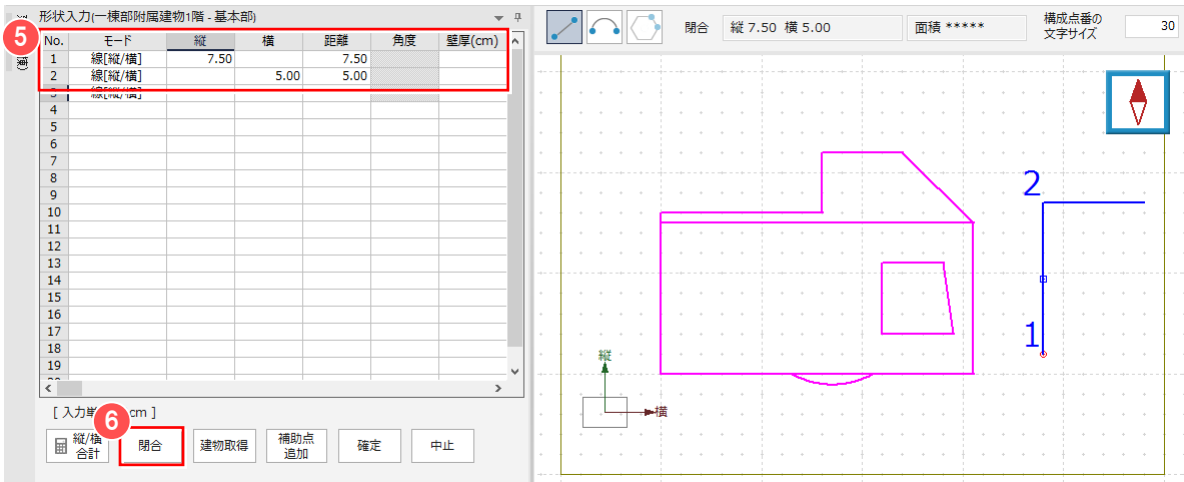 形状入力(一棟部附属建物1階 - 基本部)
5
No. モード 縦 横 距離 角度 壁厚(cm)
1 線[縦/横] 7.50 7.50
2 線[縦/横] 5.00 5.00
3 線[縦/横]
4
5
6
7
8
9
10
11
12
13
14
15
16
17
18
19
6
cm ]
縦/横
合計
閉合
建物取得
補助点
追加
確定
中止
閉合
縦 7.50 横 5.00
面積 *****
構成点番の
文字サイズ
30
2
1
縦
横